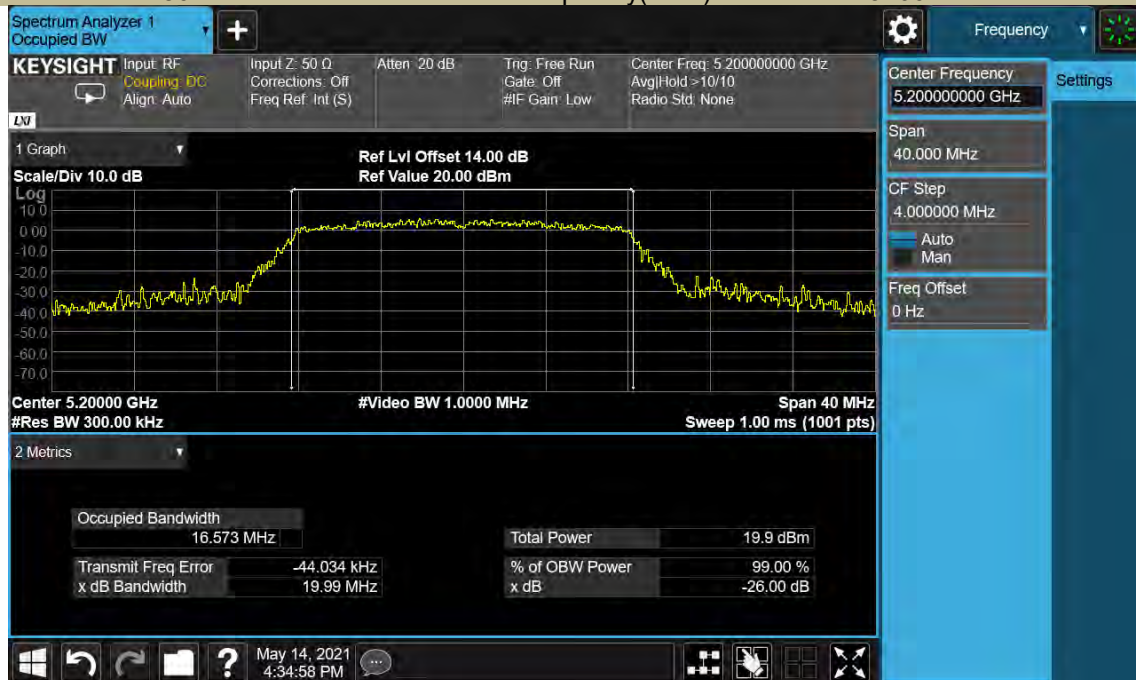 Spectrum Analyzer 1
Occupied BW
+
Frequency
KEYSIGHT
Input: RF
Coupling: DC
Align: Auto
Input Z: 50 Ω
Corrections: Off
Freq Ref: Int (S)
Atten: 20 dB
Trig: Free Run
Gate: Off
#IF Gain: Low
Center Freq: 5.200000000 GHz
Avg|Hold >10/10
Radio Std: None
LXI
1 Graph
Scale/Div 10.0 dB
Ref Lvl Offset 14.00 dB
Ref Value 20.00 dBm
Log
10.0
0.00
-10.0
-20.0
-30.0
-40.0
-50.0
-60.0
-70.0
Center 5.20000 GHz
#Res BW 300.00 kHz
#Video BW 1.0000 MHz
Span 40 MHz
Sweep 1.00 ms (1001 pts)
2 Metrics
Occupied Bandwidth
16.573 MHz
Total Power 19.9 dBm
Transmit Freq Error -44.034 kHz
% of OBW Power 99.00 %
x dB Bandwidth 19.99 MHz
x dB -26.00 dB
Center Frequency
5.200000000 GHz
Settings
Span
40.000 MHz
CF Step
4.000000 MHz
Auto
Man
Freq Offset
0 Hz
?
May 14, 2021
4:34:58 PM